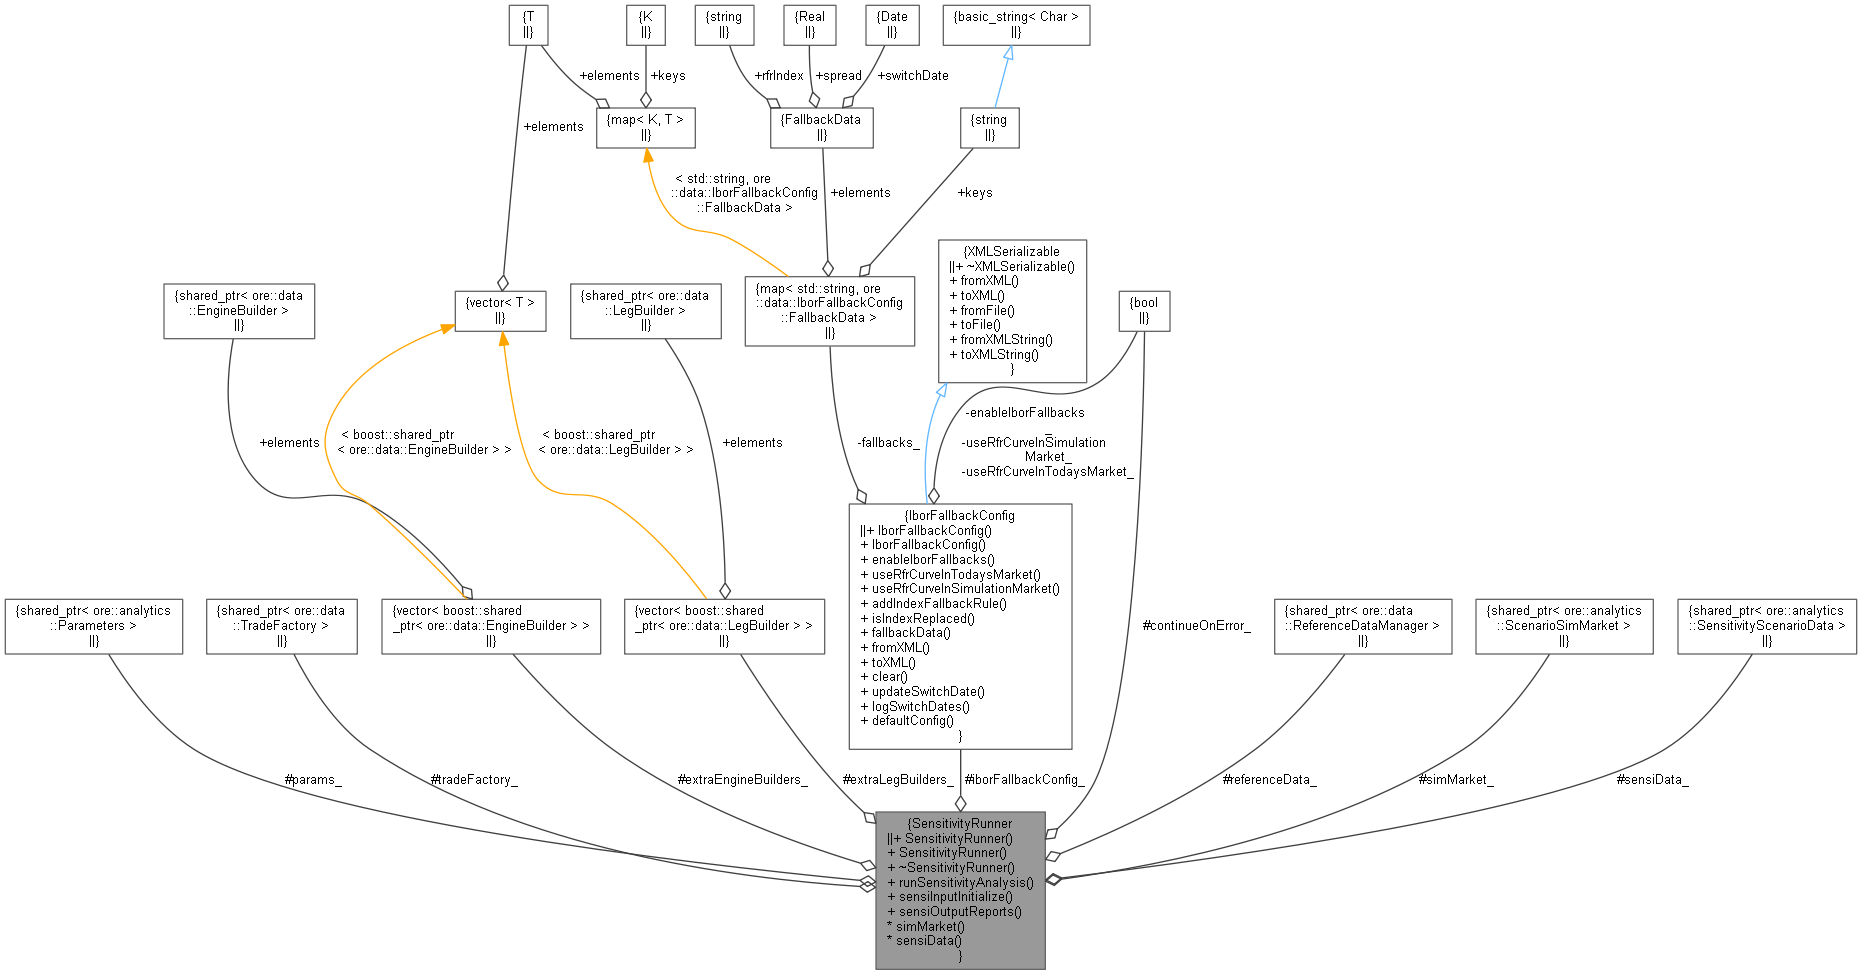 {T
||}
{K
||}
{string
||}
{Real
||}
{Date
||}
{basic_string< Char >
||}
+elements
+keys
+rfrIndex
+spread
+switchDate
+elements
{map< K, T >
||}
{FallbackData
||}
{string
||}
< std::string, ore
::data::IborFallbackConfig
::FallbackData >
+elements
+keys
{shared_ptr< ore::data
::EngineBuilder >
||}
{vector< T >
||}
{shared_ptr< ore::data
::LegBuilder >
||}
{map< std::string, ore
::data::IborFallbackConfig
::FallbackData >
||}
{XMLSerializable
||+ ~XMLSerializable()
+ fromXML()
+ toXML()
+ fromFile()
+ toFile()
+ fromXMLString()
+ toXMLString()
}
{bool
||}
+elements
< boost::shared_ptr
< ore::data::EngineBuilder > >
< boost::shared_ptr
< ore::data::LegBuilder > >
+elements
-fallbacks_
-enableIborFallbacks
_
-useRfrCurveInSimulation
Market_
-useRfrCurveInTodaysMarket_
{IborFallbackConfig
||+ IborFallbackConfig()
+ IborFallbackConfig()
+ enableIborFallbacks()
+ useRfrCurveInTodaysMarket()
+ useRfrCurveInSimulationMarket()
+ addIndexFallbackRule()
+ isIndexReplaced()
+ fallbackData()
+ fromXML()
+ toXML()
+ clear()
+ updateSwitchDate()
+ logSwitchDates()
+ defaultConfig()
}
{shared_ptr< ore::analytics
::Parameters >
||}
{shared_ptr< ore::data
::TradeFactory >
||}
{vector< boost::shared
_ptr< ore::data::EngineBuilder > >
||}
{vector< boost::shared
_ptr< ore::data::LegBuilder > >
||}
#continueOnError_
{shared_ptr< ore::data
::ReferenceDataManager >
||}
{shared_ptr< ore::analytics
::ScenarioSimMarket >
||}
{shared_ptr< ore::analytics
::SensitivityScenarioData >
||}
#params_
#tradeFactory_
#extraEngineBuilders_
#extraLegBuilders_
#iborFallbackConfig_
#referenceData_
#simMarket_
#sensiData_
{SensitivityRunner
||+ SensitivityRunner()
+ SensitivityRunner()
+ ~SensitivityRunner()
+ runSensitivityAnalysis()
+ sensiInputInitialize()
+ sensiOutputReports()
* simMarket()
* sensiData()
}